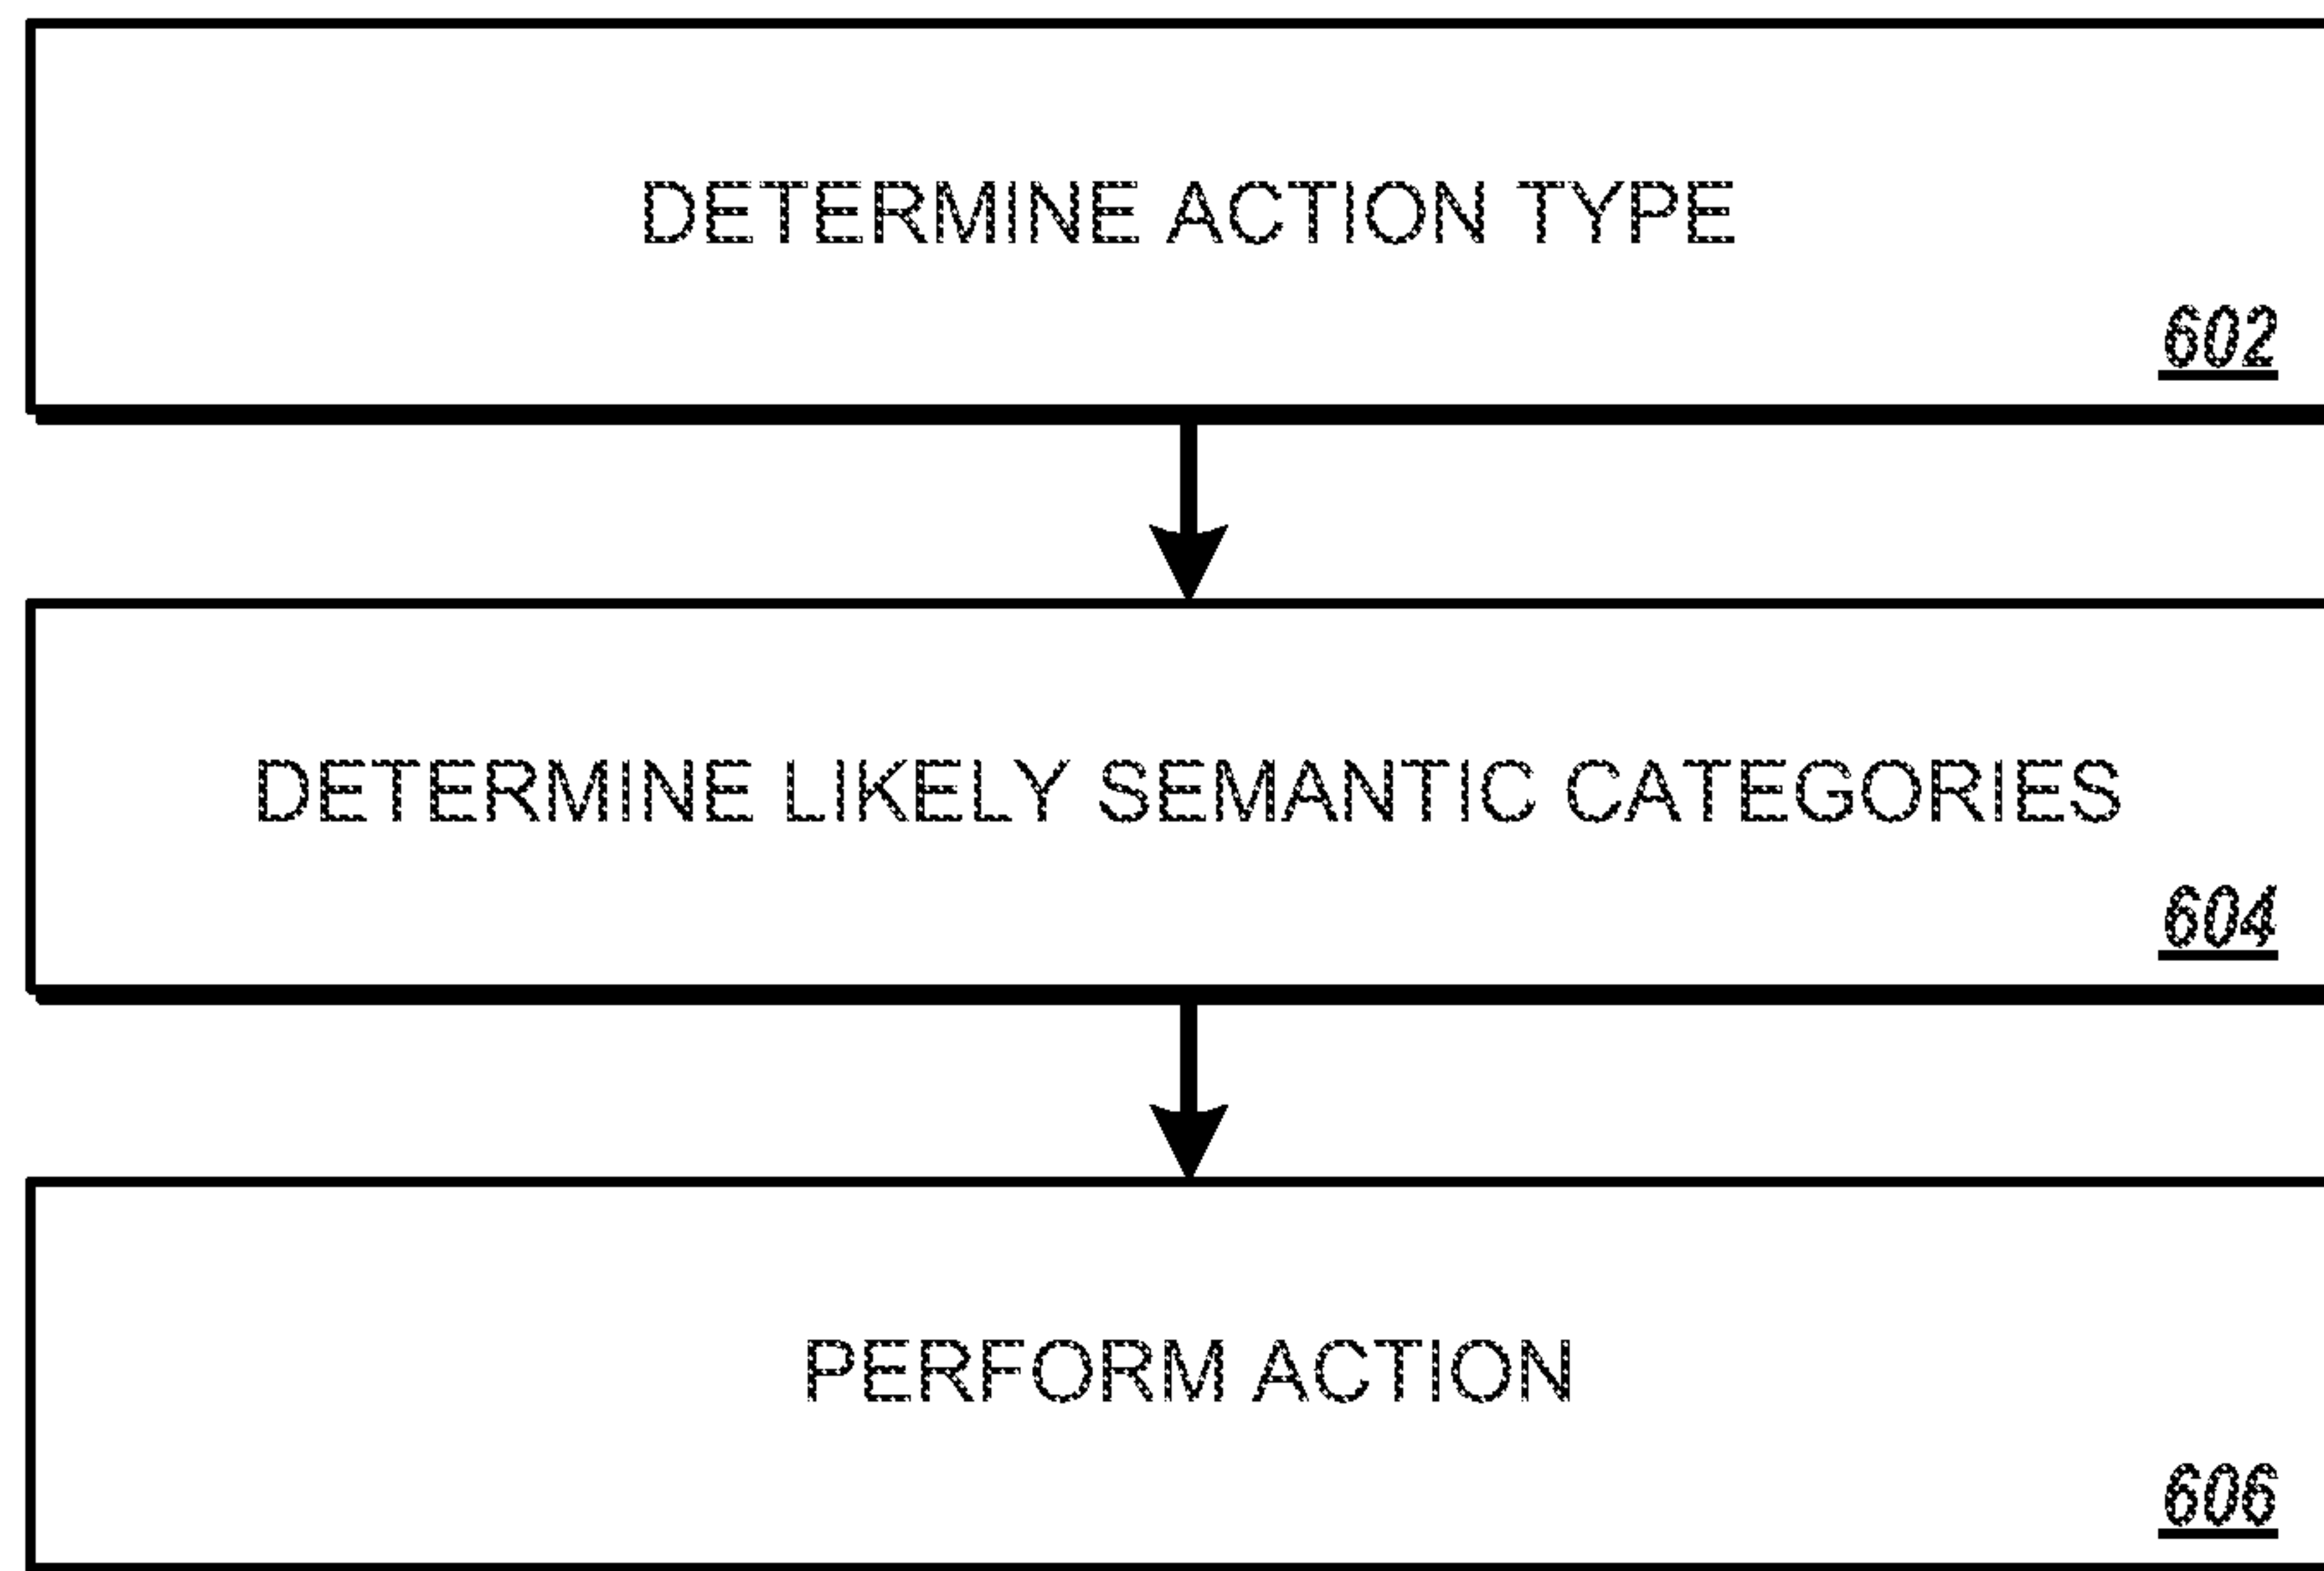 DETERMINE ACTION TYPE
602
DETERMINE LIKELY SEMANTIC CATEGORIES
604
PERFORM ACTION
606